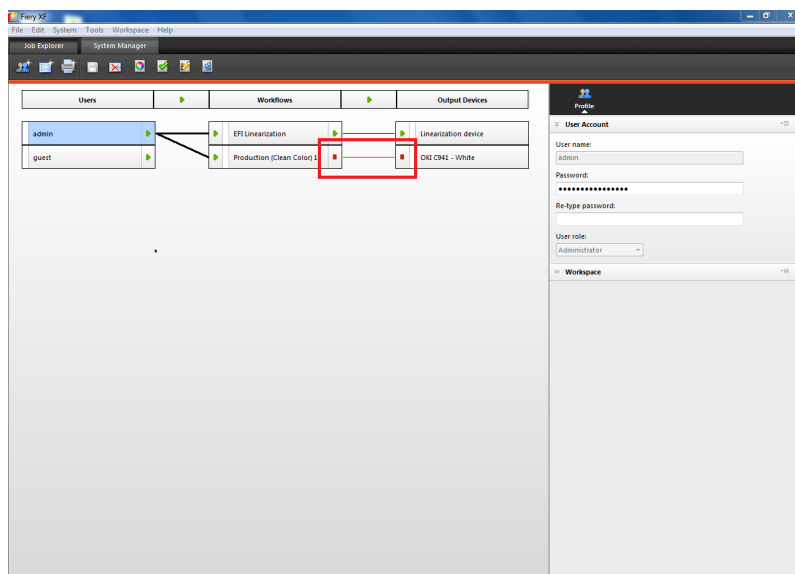 Fiery XF
File Edit System Tools Workspace Help
Job Explorer System Manager
Users Workflows Output Devices
admin EFI Linearization Linearization device
guest Production (Clean Color) 1 OKI C941 - White
Profile
User Account
User name:
admin
Password:
••••••••••••••••
Re-type password:
User role:
Administrator
Workspace